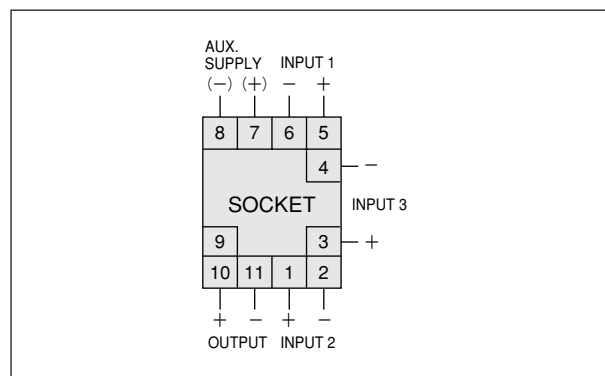 AUX.
SUPPLY INPUT 1
(−) (+) − +
8 7 6 5
4 −
SOCKET INPUT 3
9 3 +
10 11 1 2
+ − + −
OUTPUT INPUT 2